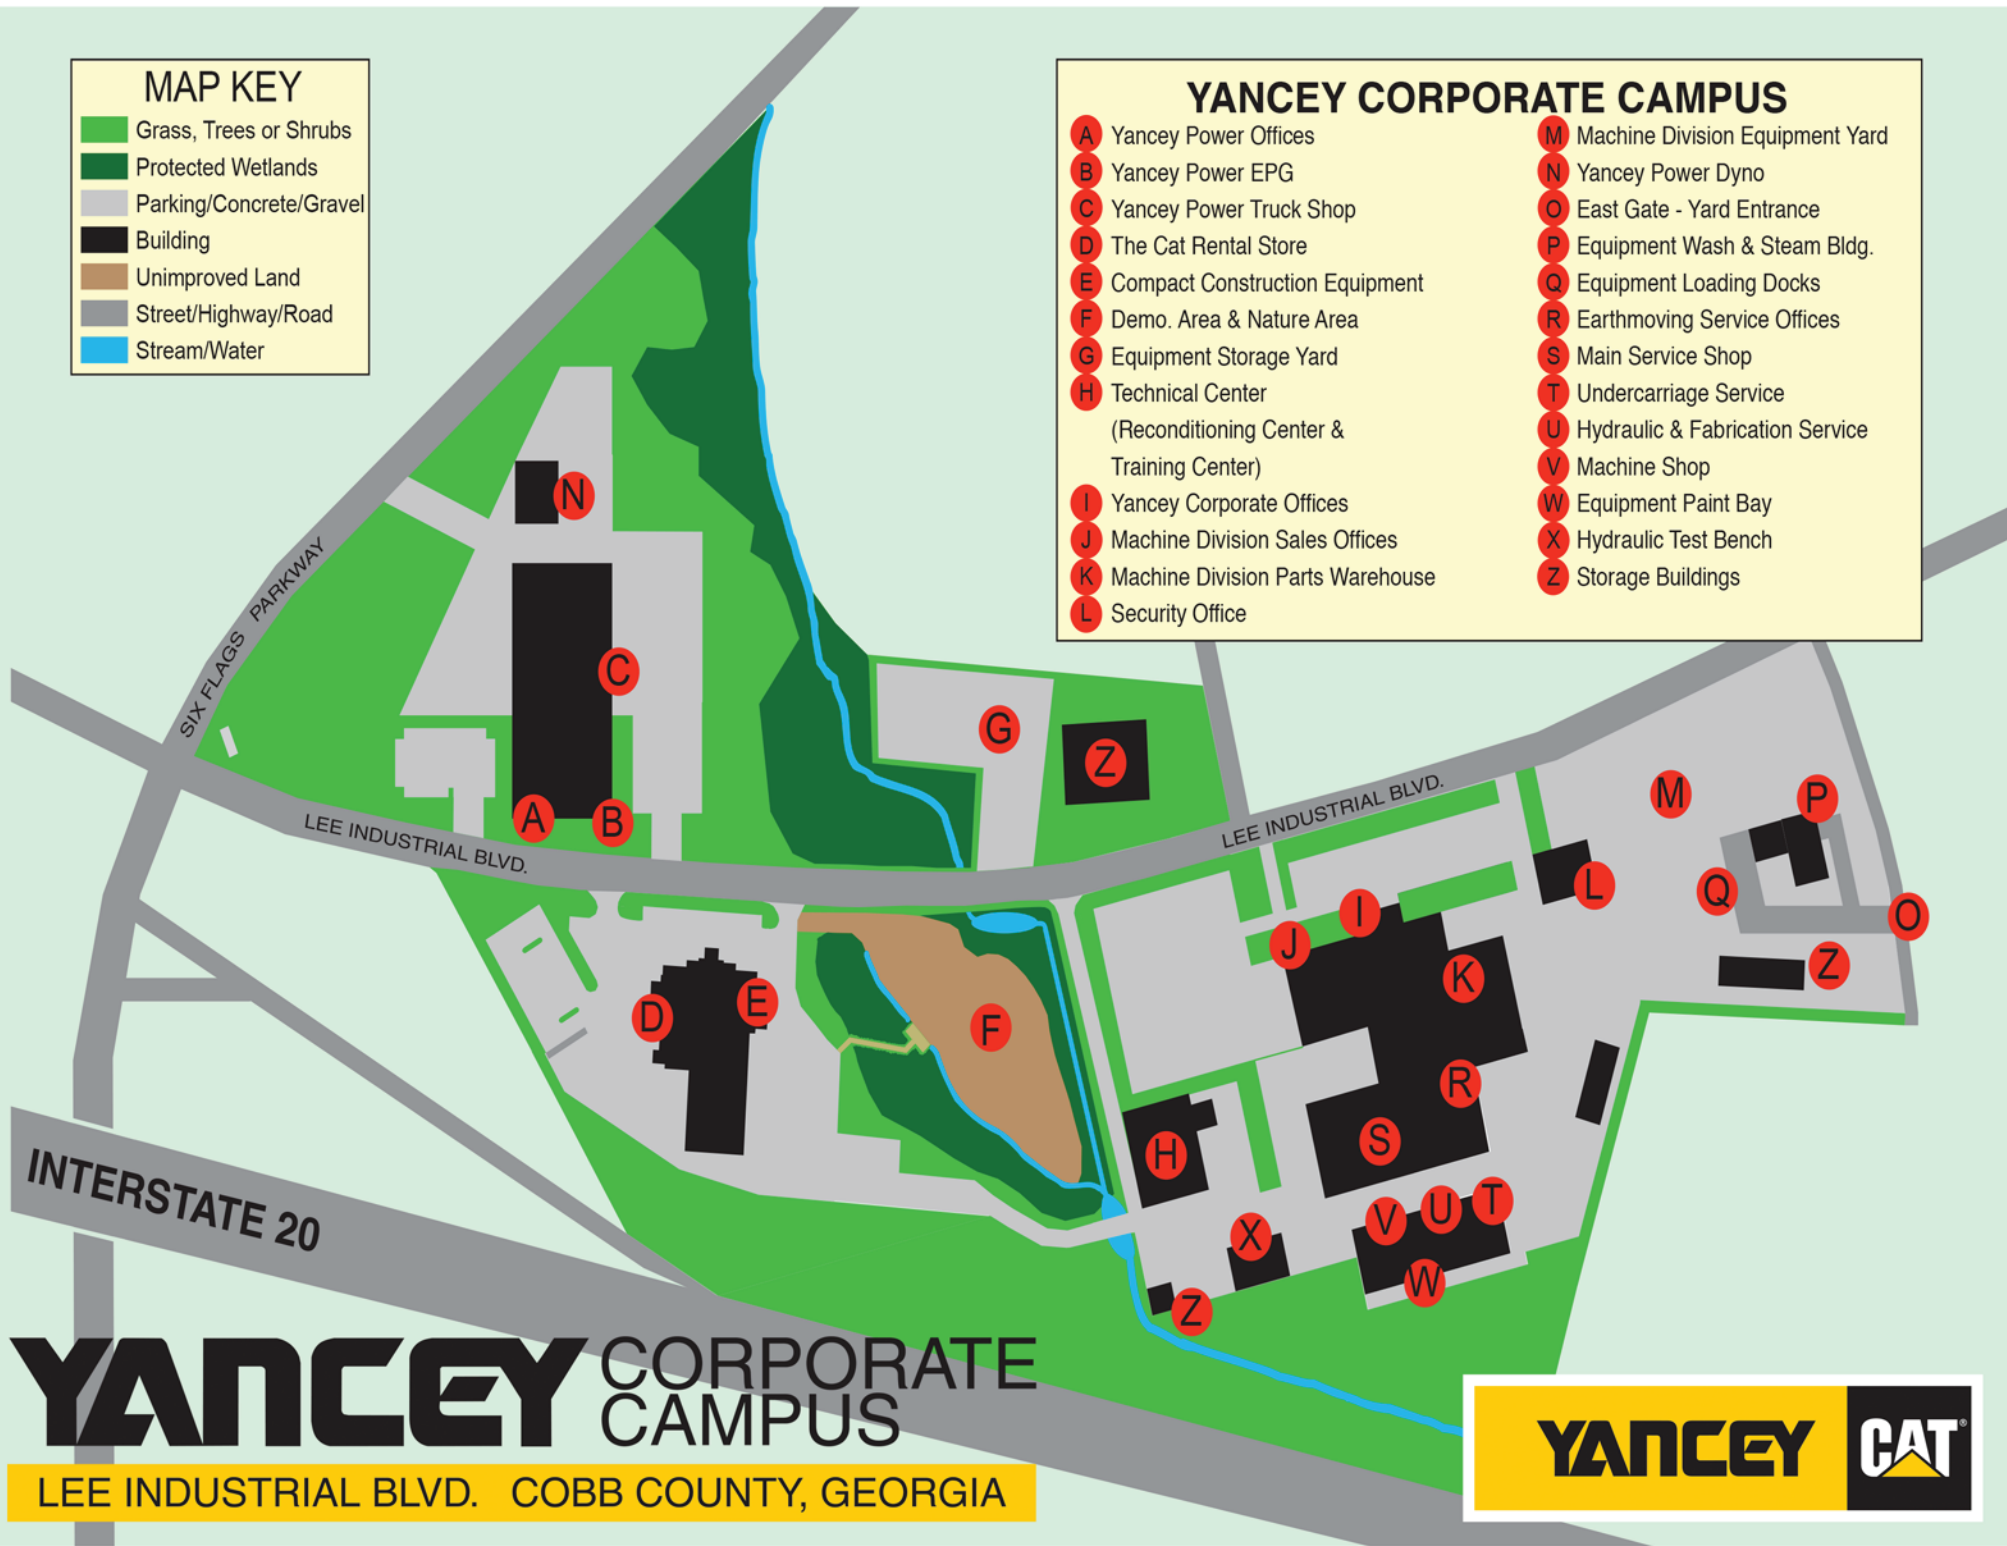 MAP KEY
Grass, Trees or Shrubs
Protected Wetlands
Parking/Concrete/Gravel
Building
Unimproved Land
Street/Highway/Road
Stream/Water
YANCEY CORPORATE CAMPUS
A Yancey Power Offices
B Yancey Power EPG
C Yancey Power Truck Shop
D The Cat Rental Store
E Compact Construction Equipment
F Demo. Area & Nature Area
G Equipment Storage Yard
H Technical Center
(Reconditioning Center &
Training Center)
I Yancey Corporate Offices
J Machine Division Sales Offices
K Machine Division Parts Warehouse
L Security Office
M Machine Division Equipment Yard
N Yancey Power Dyno
O East Gate - Yard Entrance
P Equipment Wash & Steam Bldg.
Q Equipment Loading Docks
R Earthmoving Service Offices
S Main Service Shop
T Undercarriage Service
U Hydraulic & Fabrication Service
V Machine Shop
W Equipment Paint Bay
X Hydraulic Test Bench
Z Storage Buildings
N
SIX FLAGS PARKWAY
C
G
Z
M
P
LEE INDUSTRIAL BLVD.
A
B
LEE INDUSTRIAL BLVD.
L
Q
I
O
J
K
Z
D
E
F
R
H
S
INTERSTATE 20
V
U
T
X
W
Z
YANCEY CORPORATE
CAMPUS
LEE INDUSTRIAL BLVD. COBB COUNTY, GEORGIA
YANCEY CAT®